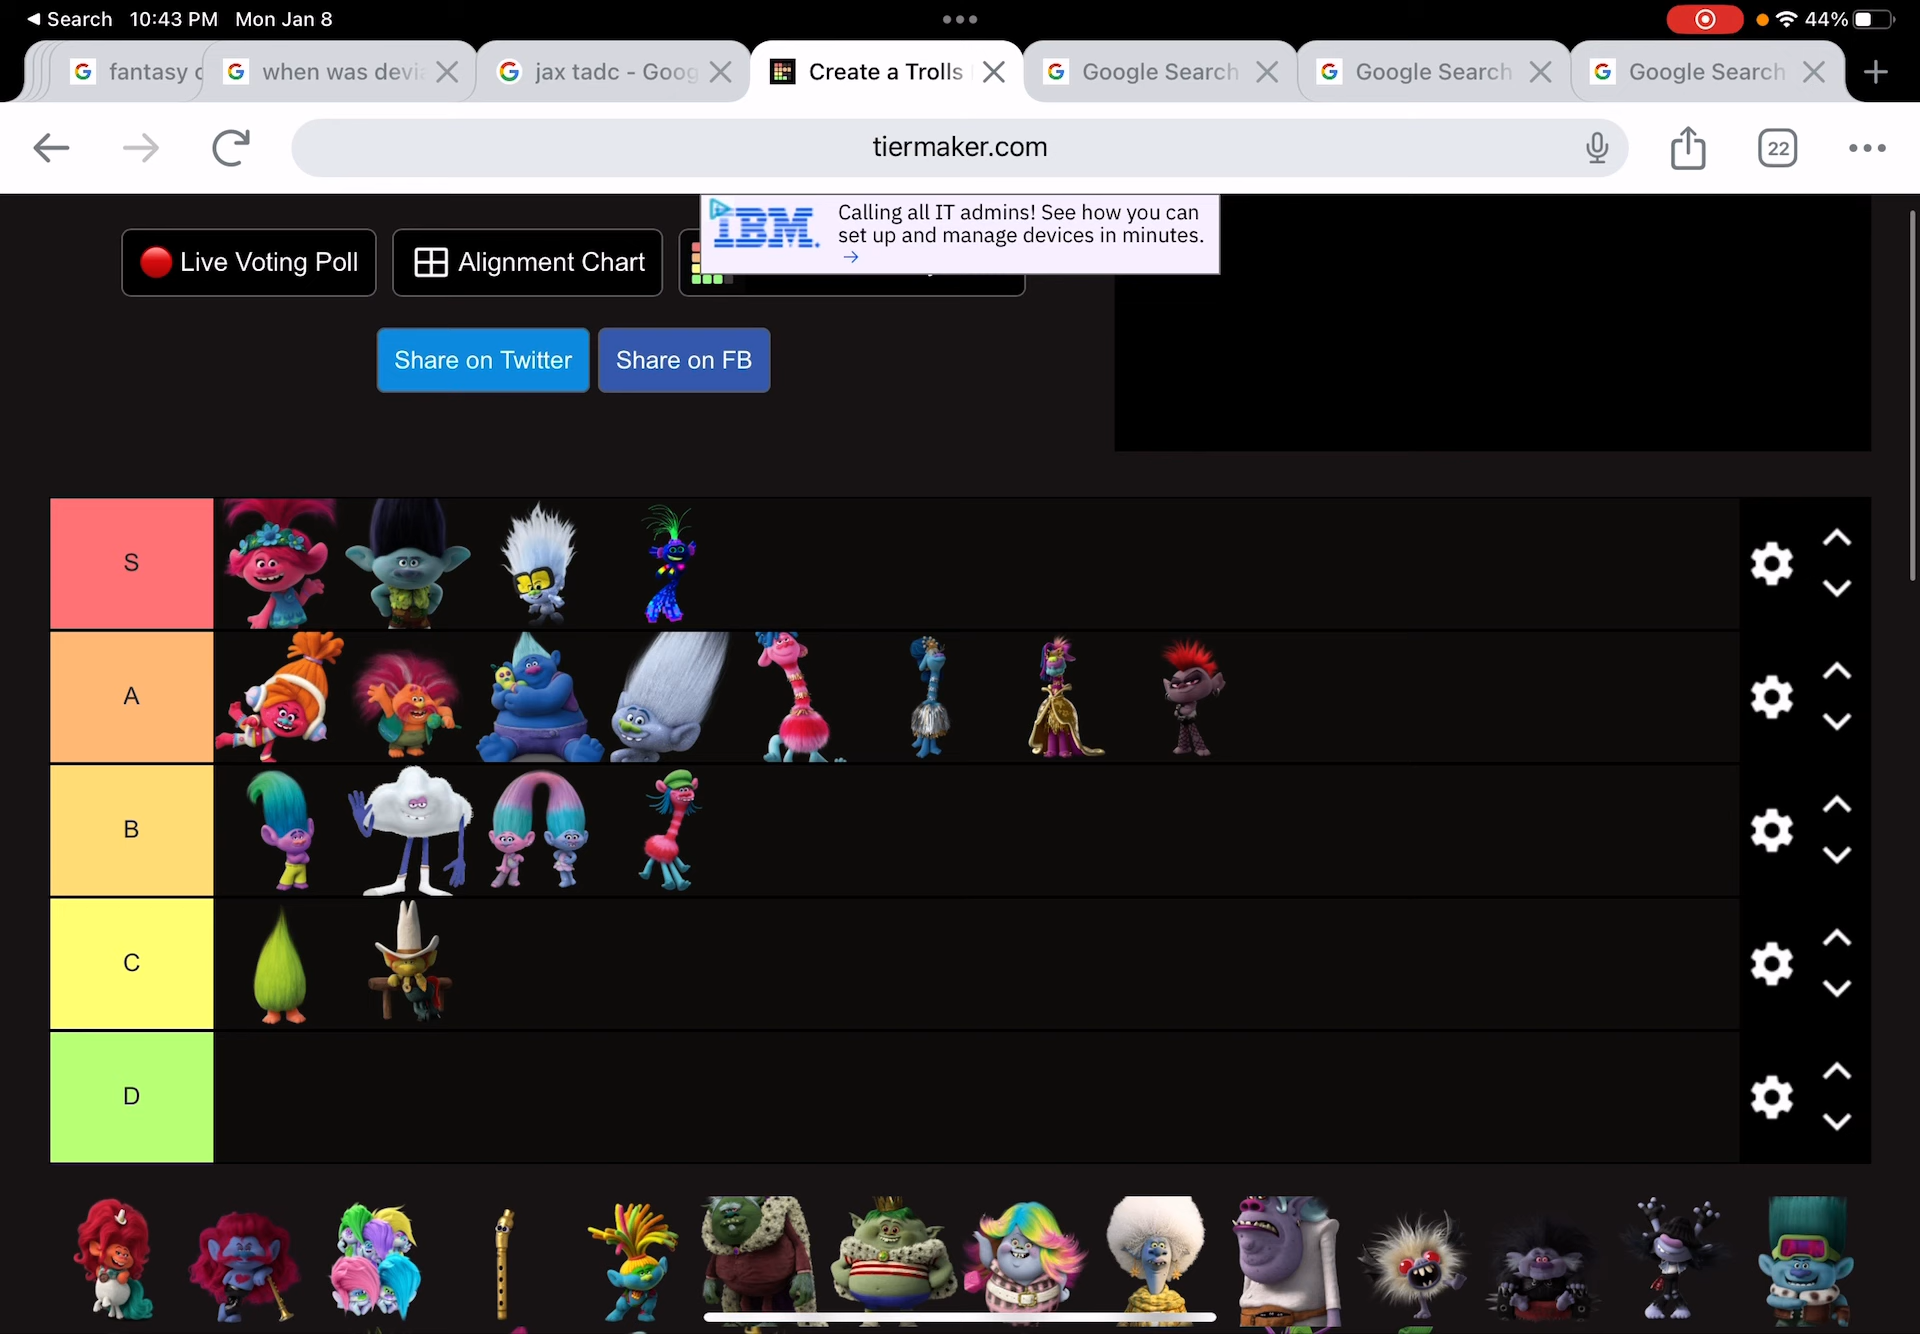 Search 10:43 PM Mon Jan 8
44%
fantasy c
when was devia
jax tadc - Goog
Create a Trolls
Google Search
Google Search
Google Search
tiermaker.com
22
IBM.
Calling all IT admins! See how you can
set up and manage devices in minutes.
Live Voting Poll
Alignment Chart
Share on Twitter
Share on FB
S
A
B
C
D